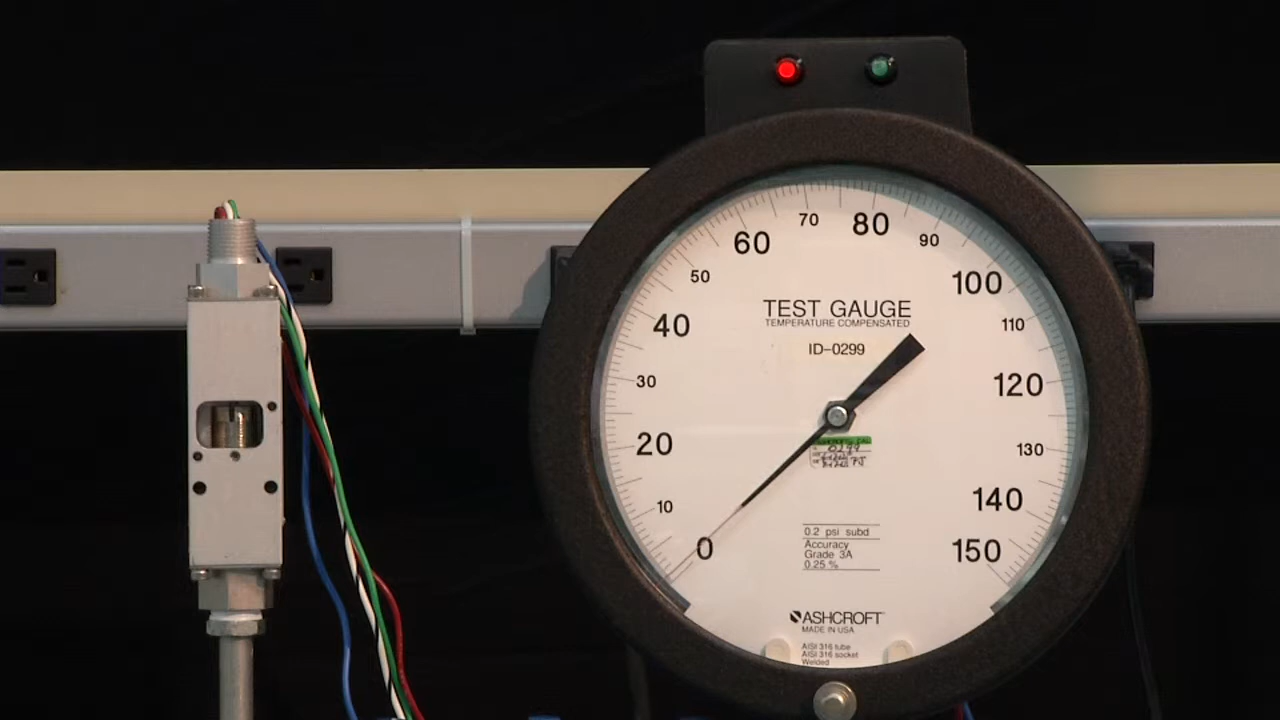 70
80
60
90
50
100
TEST GAUGE
TEMPERATURE COMPENSATED
40
110
ID-0299
30
120
20
0299
130
10
140
0
150
0.2 psi subd
Accuracy
Grade 3A
0.25 %
ASHCROFT
MADE IN USA
AISI 316 tube
AISI 316 socket
Welded